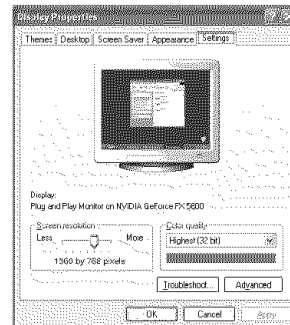 Display Properties
Themes Desktop Screen Saver Appearance Settings
Display:
Plug and Play Monitor on NVIDIA GeForce FX 5600
Screen resolution
Less More
1360 by 768 pixels
Color quality
Highest (32 bit)
Troubleshoot... Advanced
OK Cancel Apply